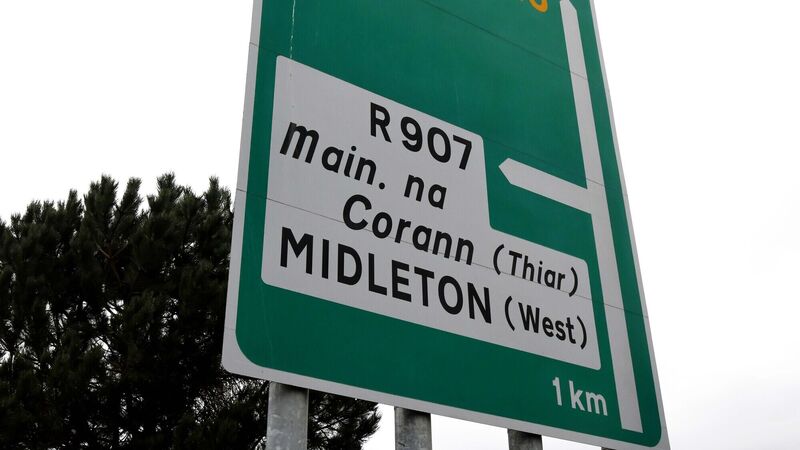 R907
Main. na
Corann (Thiar)
MIDLETON (West)
1 km